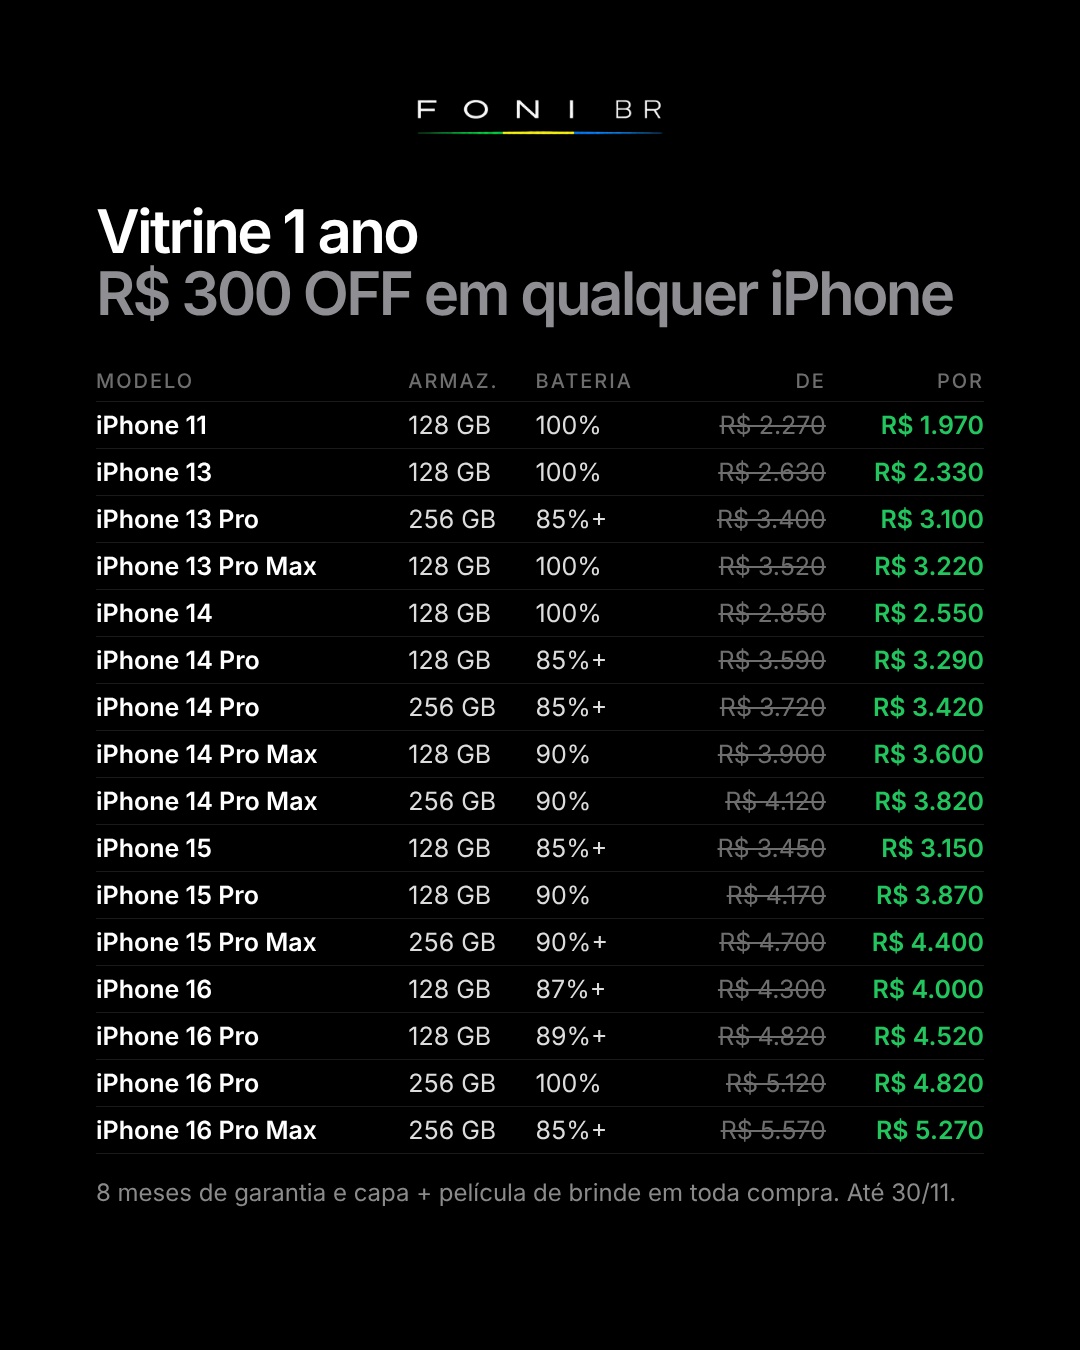 FONI BR
Vitrine 1 ano
R$ 300 OFF em qualquer iPhone
MODELO ARMAZ. BATERIA DE POR
iPhone 11 128 GB 100% R$ 2.270 R$ 1.970
iPhone 13 128 GB 100% R$ 2.630 R$ 2.330
iPhone 13 Pro 256 GB 85%+ R$ 3.400 R$ 3.100
iPhone 13 Pro Max 128 GB 100% R$ 3.520 R$ 3.220
iPhone 14 128 GB 100% R$ 2.850 R$ 2.550
iPhone 14 Pro 128 GB 85%+ R$ 3.590 R$ 3.290
iPhone 14 Pro 256 GB 85%+ R$ 3.720 R$ 3.420
iPhone 14 Pro Max 128 GB 90% R$ 3.900 R$ 3.600
iPhone 14 Pro Max 256 GB 90% R$ 4.120 R$ 3.820
iPhone 15 128 GB 85%+ R$ 3.450 R$ 3.150
iPhone 15 Pro 128 GB 90% R$ 4.170 R$ 3.870
iPhone 15 Pro Max 256 GB 90%+ R$ 4.700 R$ 4.400
iPhone 16 128 GB 87%+ R$ 4.300 R$ 4.000
iPhone 16 Pro 128 GB 89%+ R$ 4.820 R$ 4.520
iPhone 16 Pro 256 GB 100% R$ 5.120 R$ 4.820
iPhone 16 Pro Max 256 GB 85%+ R$ 5.570 R$ 5.270
8 meses de garantia e capa + película de brinde em toda compra. Até 30/11.